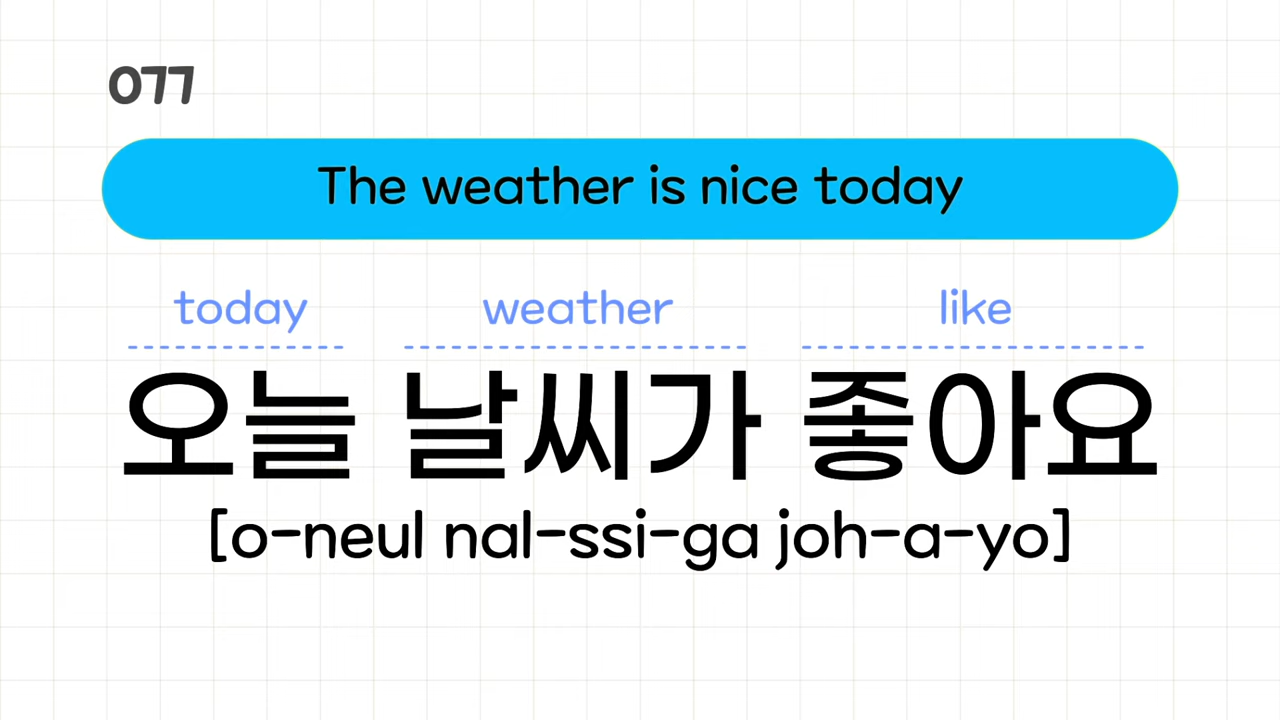 077
The weather is nice today
today weather like
오늘 날씨가 좋아요
[o-neul nal-ssi-ga joh-a-yo]